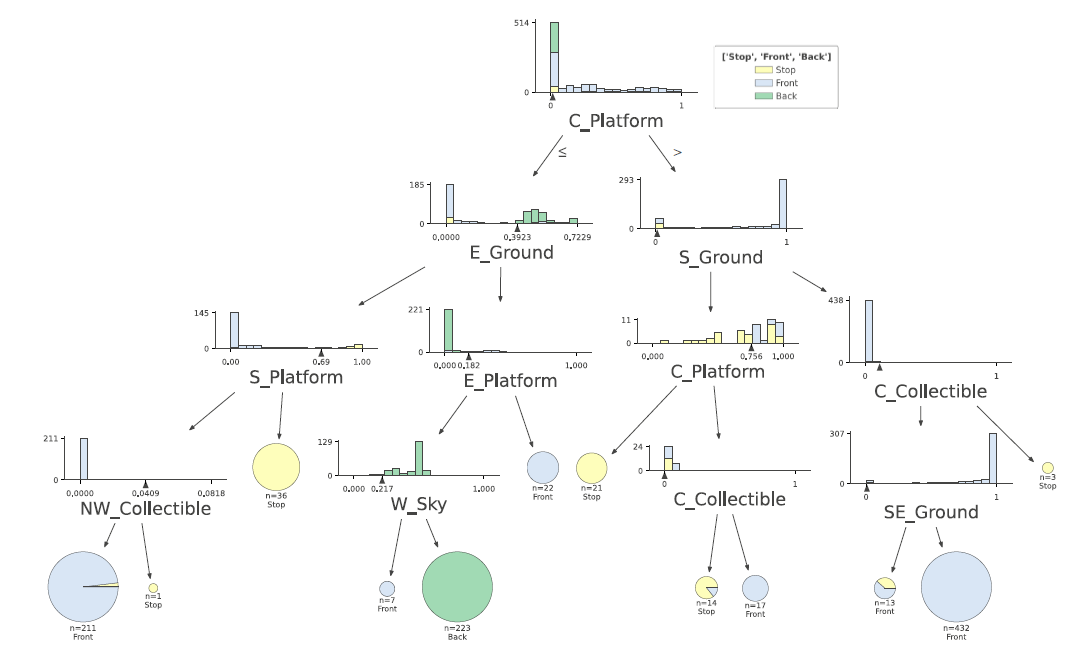 514
0
0
1
C_Platform
['Stop', 'Front', 'Back']
Stop
Front
Back
≤
>
185
0
0.0000
0.3923
0.7229
E_Ground
293
0
0
1
S_Ground
145
0
0.00
0.69
1.00
S_Platform
221
0
0.000
0.182
1.000
E_Platform
11
0
0.000
0.756
1.000
C_Platform
438
0
0
1
C_Collectible
211
0
0.0000
0.0409
0.0818
NW_Collectible
n=36
Stop
129
0
0.000
0.217
1.000
W_Sky
n=22
Front
n=21
Stop
24
0
0
1
C_Collectible
307
0
0
1
SE_Ground
n=3
Stop
n=211
Front
n=1
Stop
n=7
Front
n=223
Back
n=14
Stop
n=17
Front
n=13
Front
n=432
Front